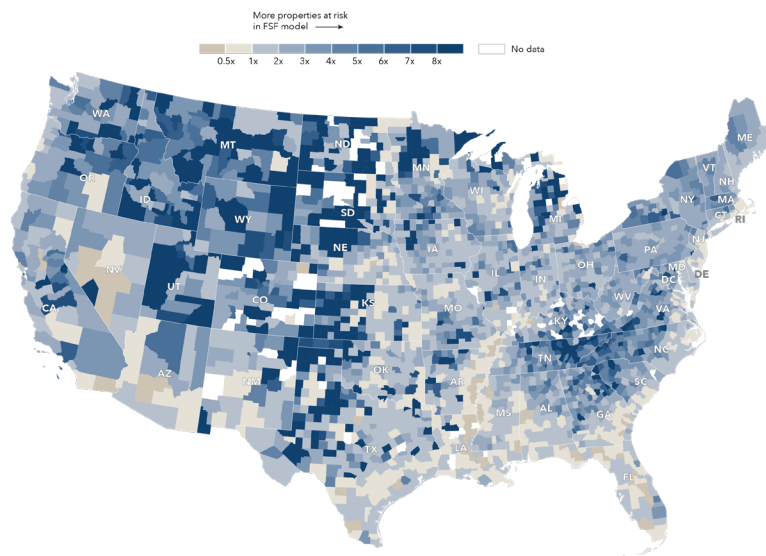 More properties at risk
in FSF model
No data
0.5x 1x 2x 3x 4x 5x 6x 7x 8x
WA
MT
ND
MN
ME
OR
ID
WY
SD
WI
MI
VT
NH
NY
MA
CT
RI
NE
IA
PA
NJ
NV
UT
CO
IL
IN
OH
MD
DE
DC
CA
KS
MO
WV
VA
KY
AZ
NM
OK
AR
TN
NC
SC
MS
AL
GA
TX
LA
FL